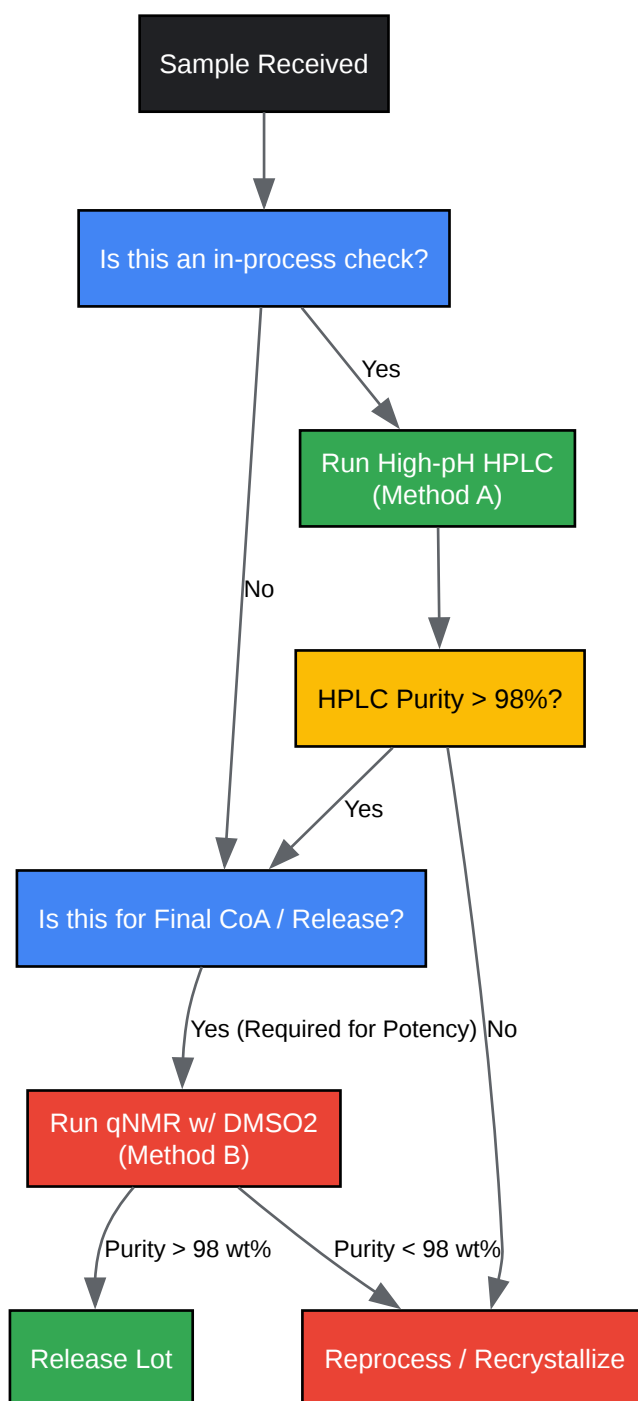 Sample Received
Is this an in-process check?
Yes
Run High-pH HPLC
(Method A)
No
HPLC Purity > 98%?
Yes
Is this for Final CoA / Release?
Yes (Required for Potency)
No
Run qNMR w/ DMSO2
(Method B)
Purity > 98 wt%
Purity < 98 wt%
Release Lot
Reprocess / Recrystallize